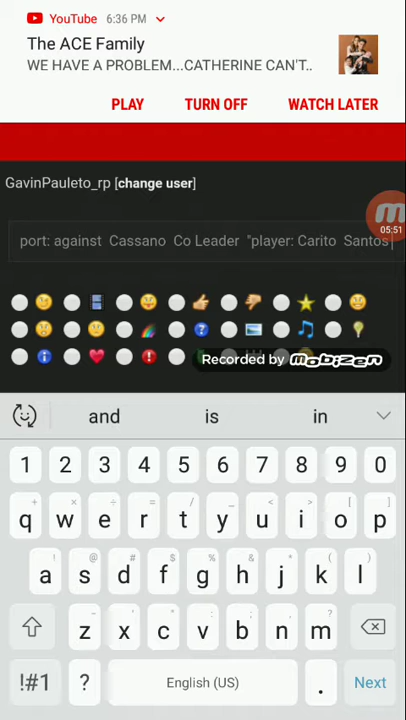 YouTube 6:36 PM
The ACE Family
WE HAVE A PROBLEM...CATHERINE CAN'T..
PLAY TURN OFF WATCH LATER
GavinPauleto_rp [change user]
05:51
port: against Cassano Co Leader "player: Carito Santos
Recorded by mobizen
and is in
1 2 3 4 5 6 7 8 9 0
+ × ÷ = / _ < > [ ]
q w e r t y u i o p
! @ # $ % ^ & * ( )
a s d f g h j k l
- ' " : ; , ?
z x c v b n m
!#1 ? English (US) . Next